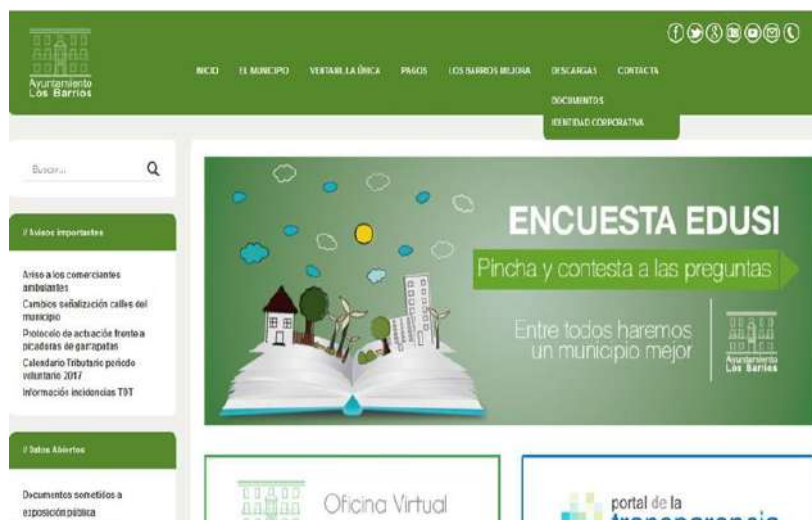 Ayuntamiento
Los Barrios
INICIO EL MUNICIPIO VENTANILLA ÚNICA PAGOS LOS BARRIOS MEJORA DESCARGAS CONTACTA
DOCUMENTOS
IDENTIDAD CORPORATIVA
Buscar...
// Avisos importantes
Aviso a los comerciantes
ambulantes
Cambios señalización calles del
municipio
Protocolo de actuación frente a
picaduras de garrapatas
Calendario Tributario periodo
voluntario 2017
Información incidencias TDT
// Datos Abiertos
Documentos sometidos a
exposición pública
ENCUESTA EDUSI
Pincha y contesta a las preguntas
Entre todos haremos
un municipio mejor
Ayuntamiento
Los Barrios
Oficina Virtual
portal de la
transparencia